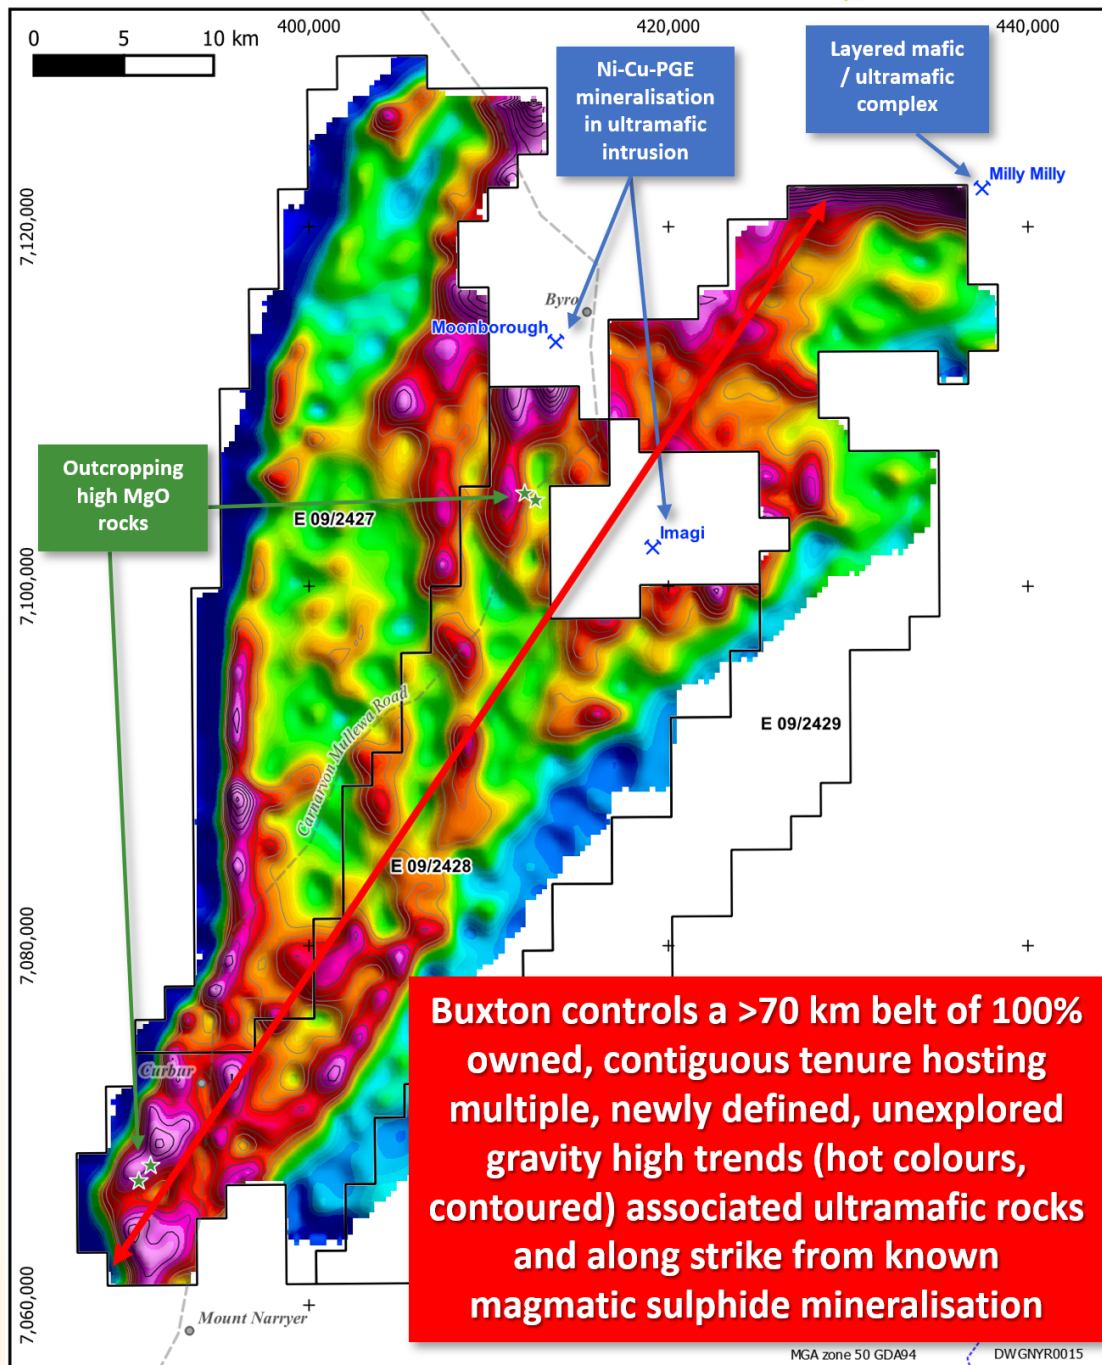 400,000
420,000
440,000
0 5 10 km
Ni-Cu-PGE
mineralisation
in ultramafic
intrusion
Layered mafic
/ ultramafic
complex
Milly Milly
7,120,000
Byro
Moonborough
Outcropping
high MgO
rocks
E 09/2427
Imagi
7,100,000
Carnarvon Mullewa Road
E 09/2429
E 09/2428
7,080,000
Buxton controls a >70 km belt of 100%
owned, contiguous tenure hosting
multiple, newly defined, unexplored
gravity high trends (hot colours,
contoured) associated ultramafic rocks
and along strike from known
magmatic sulphide mineralisation
Curbur
7,060,000
Mount Narryer
MGA zone 50 GDA94
DWGNYR0015